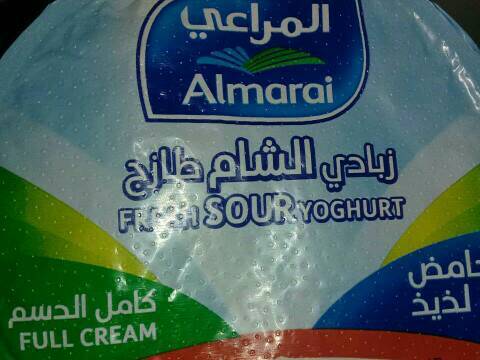 المراعي
Almarai
زبادي الشام طازج
FRESH SOUR YOGHURT
كامل الدسم
FULL CREAM
حامض
لذيذ